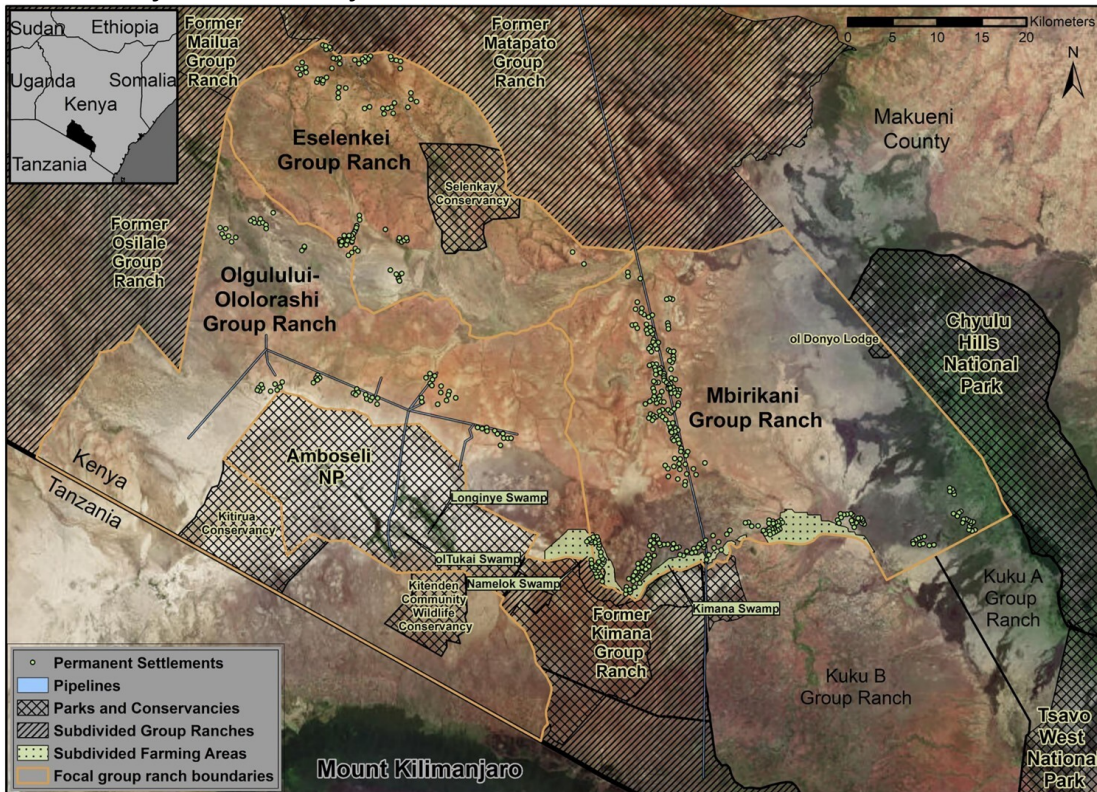 Sudan
Ethiopia
Uganda
Somalia
Kenya
Tanzania
Former
Mailua
Group
Ranch
Former
Matapato
Group
Ranch
Kilometers
0 5 10 15 20
N
Makueni
County
Eselenkei
Group Ranch
Selenkay
Conservancy
Former
Osilale
Group
Ranch
Olgulului-
Ololorashi
Group Ranch
ol Donyo Lodge
Chyulu
Hills
National
Park
Mbirikani
Group Ranch
Amboseli
NP
Kenya
Tanzania
Longinye Swamp
Kitirua
Conservancy
olTukai Swamp
Namelok Swamp
Kitenden
Community
Wildlife
Conservancy
Former
Kimana
Group
Ranch
Kimana Swamp
Kuku A
Group
Ranch
Kuku B
Group Ranch
Tsavo
West
National
Park
Mount Kilimanjaro
Permanent Settlements
Pipelines
Parks and Conservancies
Subdivided Group Ranches
Subdivided Farming Areas
Focal group ranch boundaries